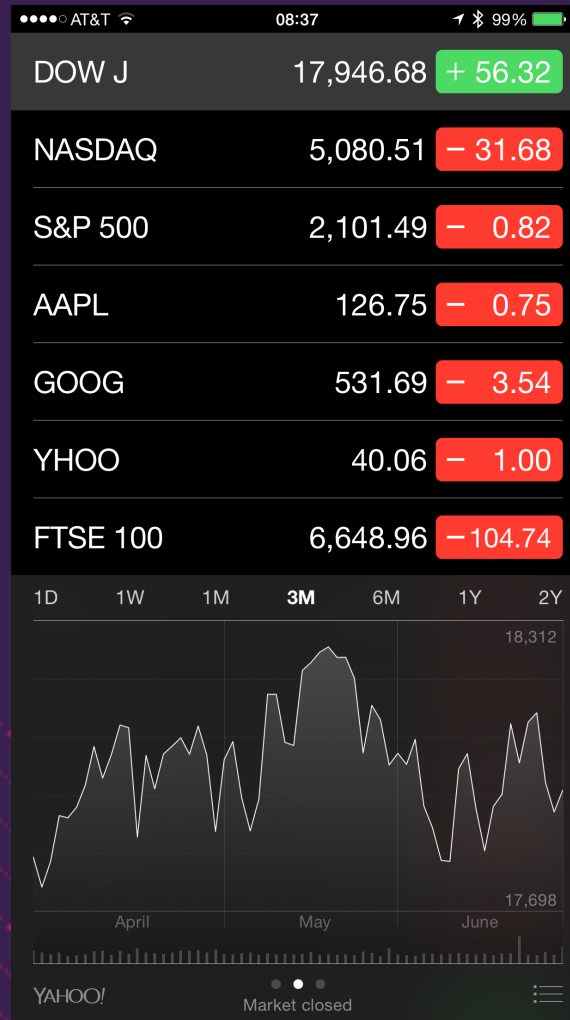 AT&T 08:37 99%
DOW J 17,946.68 + 56.32
NASDAQ 5,080.51 − 31.68
S&P 500 2,101.49 − 0.82
AAPL 126.75 − 0.75
GOOG 531.69 − 3.54
YHOO 40.06 − 1.00
FTSE 100 6,648.96 −104.74
1D 1W 1M 3M 6M 1Y 2Y
18,312
17,698
April May June
YAHOO!
Market closed